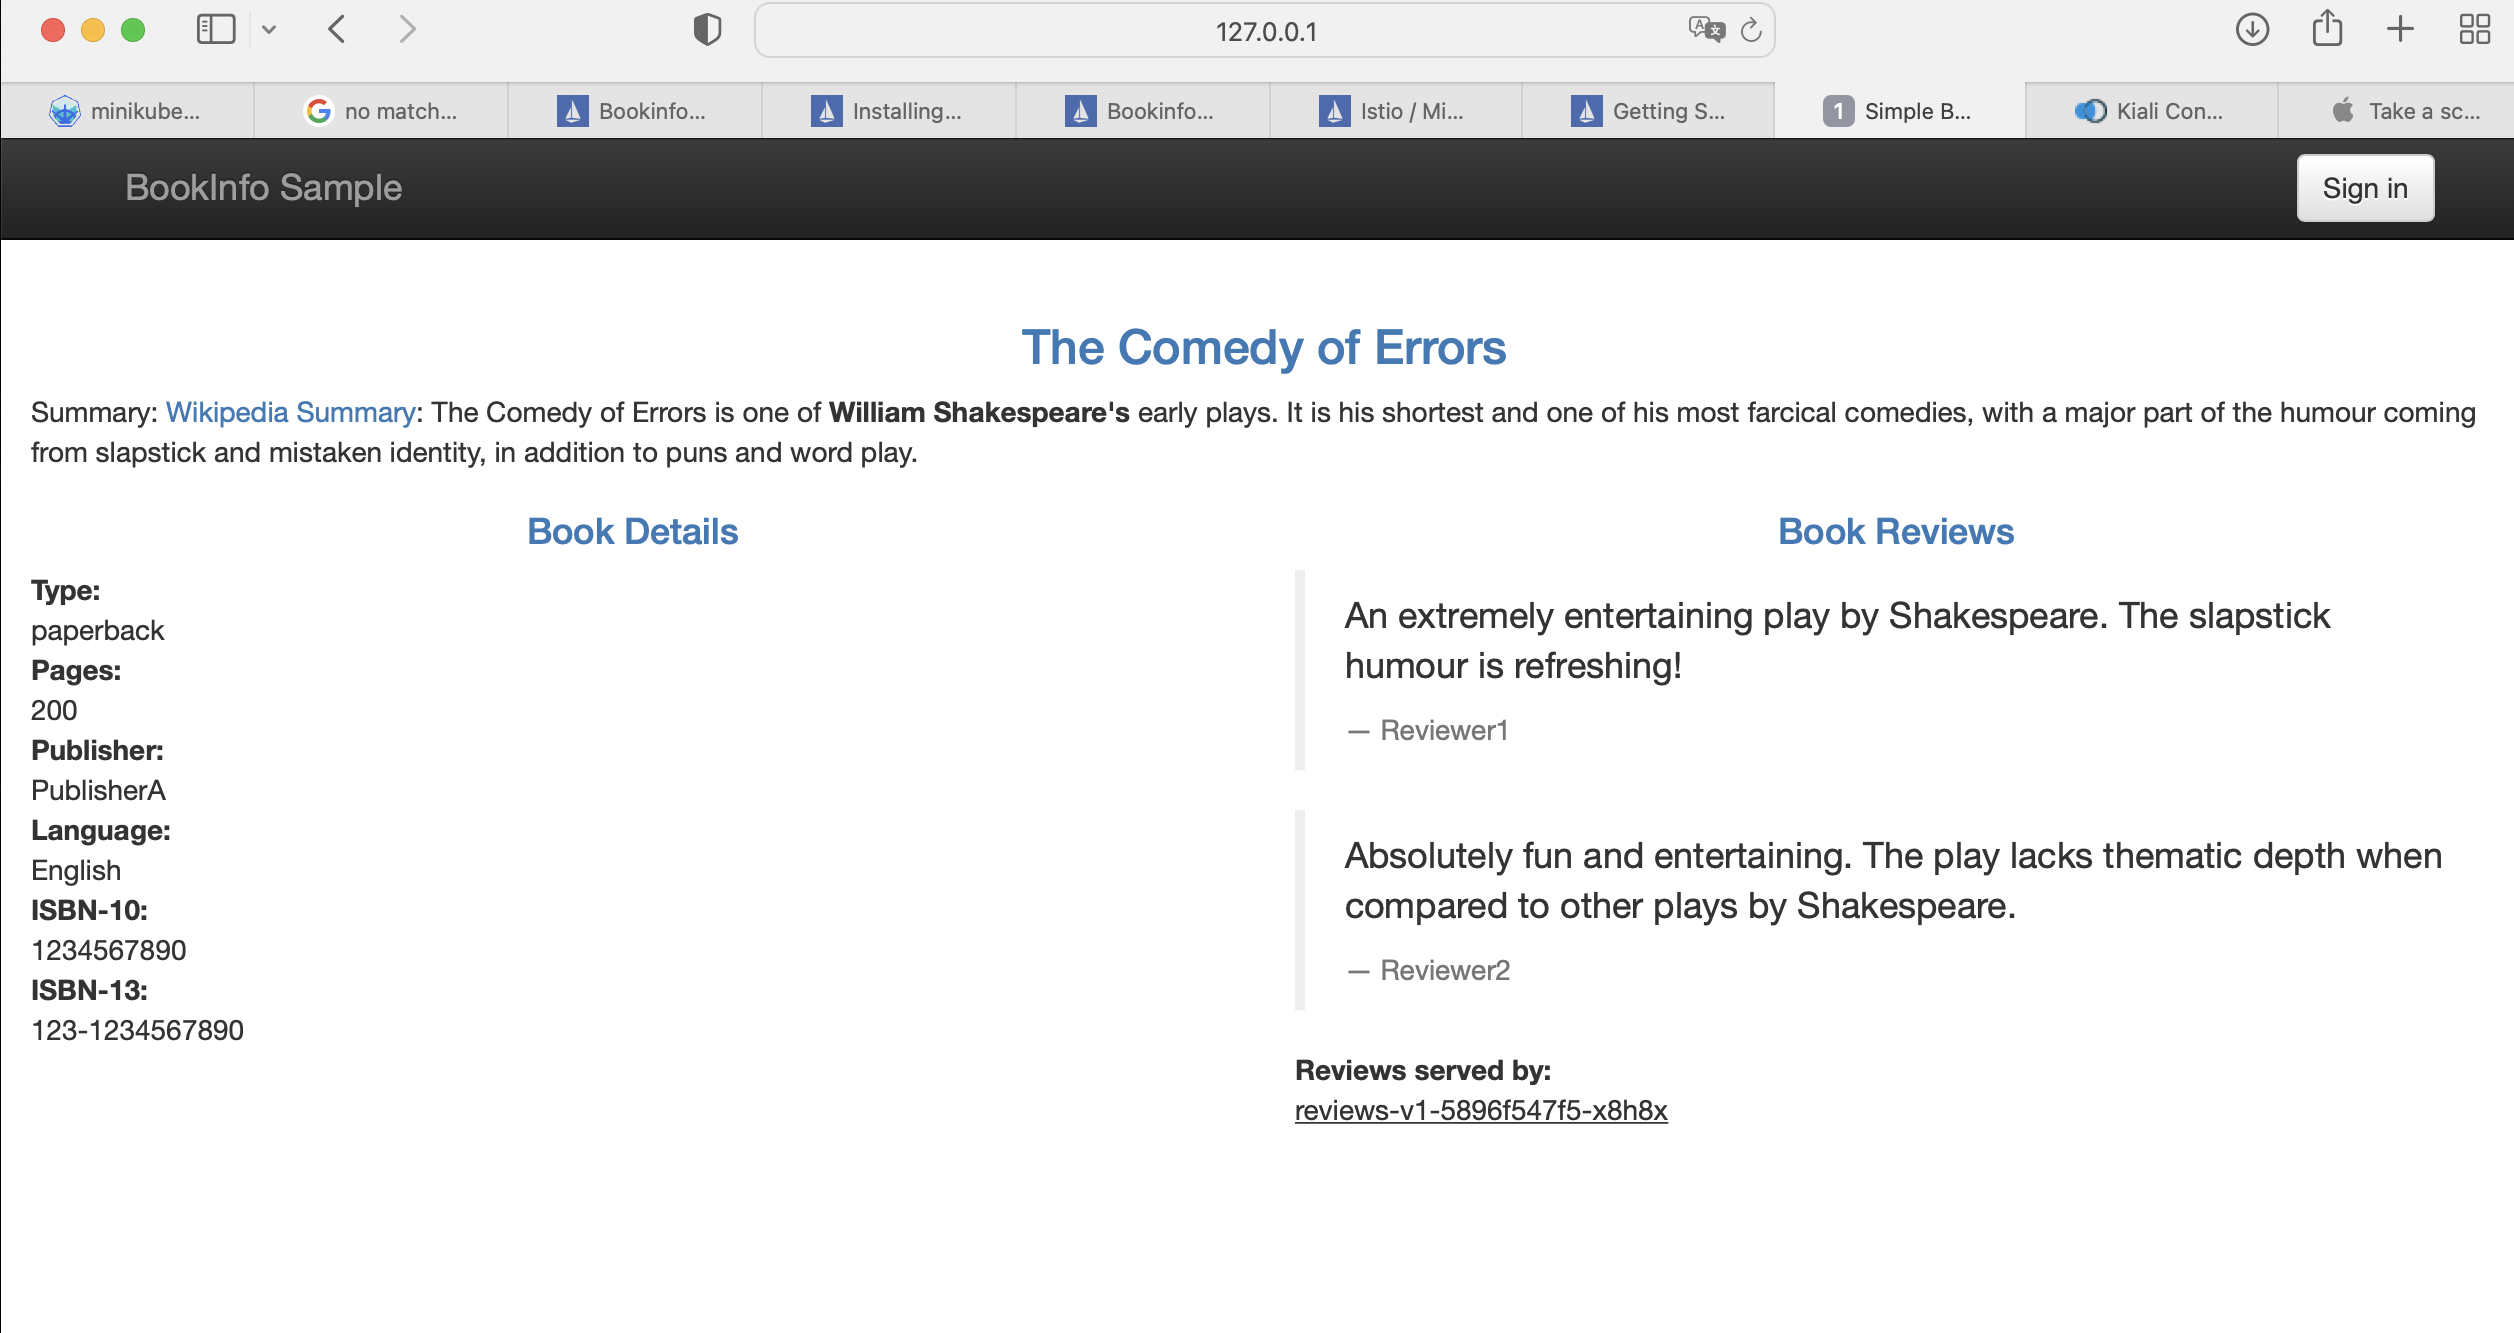 127.0.0.1
minikube...
no match...
Bookinfo...
Installing...
Bookinfo...
Istio / Mi...
Getting S...
1 Simple B...
Kiali Con...
Take a sc...
BookInfo Sample
Sign in
The Comedy of Errors
Summary: Wikipedia Summary: The Comedy of Errors is one of William Shakespeare's early plays. It is his shortest and one of his most farcical comedies, with a major part of the humour coming
from slapstick and mistaken identity, in addition to puns and word play.
Book Details
Type:
paperback
Pages:
200
Publisher:
PublisherA
Language:
English
ISBN-10:
1234567890
ISBN-13:
123-1234567890
Book Reviews
An extremely entertaining play by Shakespeare. The slapstick
humour is refreshing!
— Reviewer1
Absolutely fun and entertaining. The play lacks thematic depth when
compared to other plays by Shakespeare.
— Reviewer2
Reviews served by:
reviews-v1-5896f547f5-x8h8x